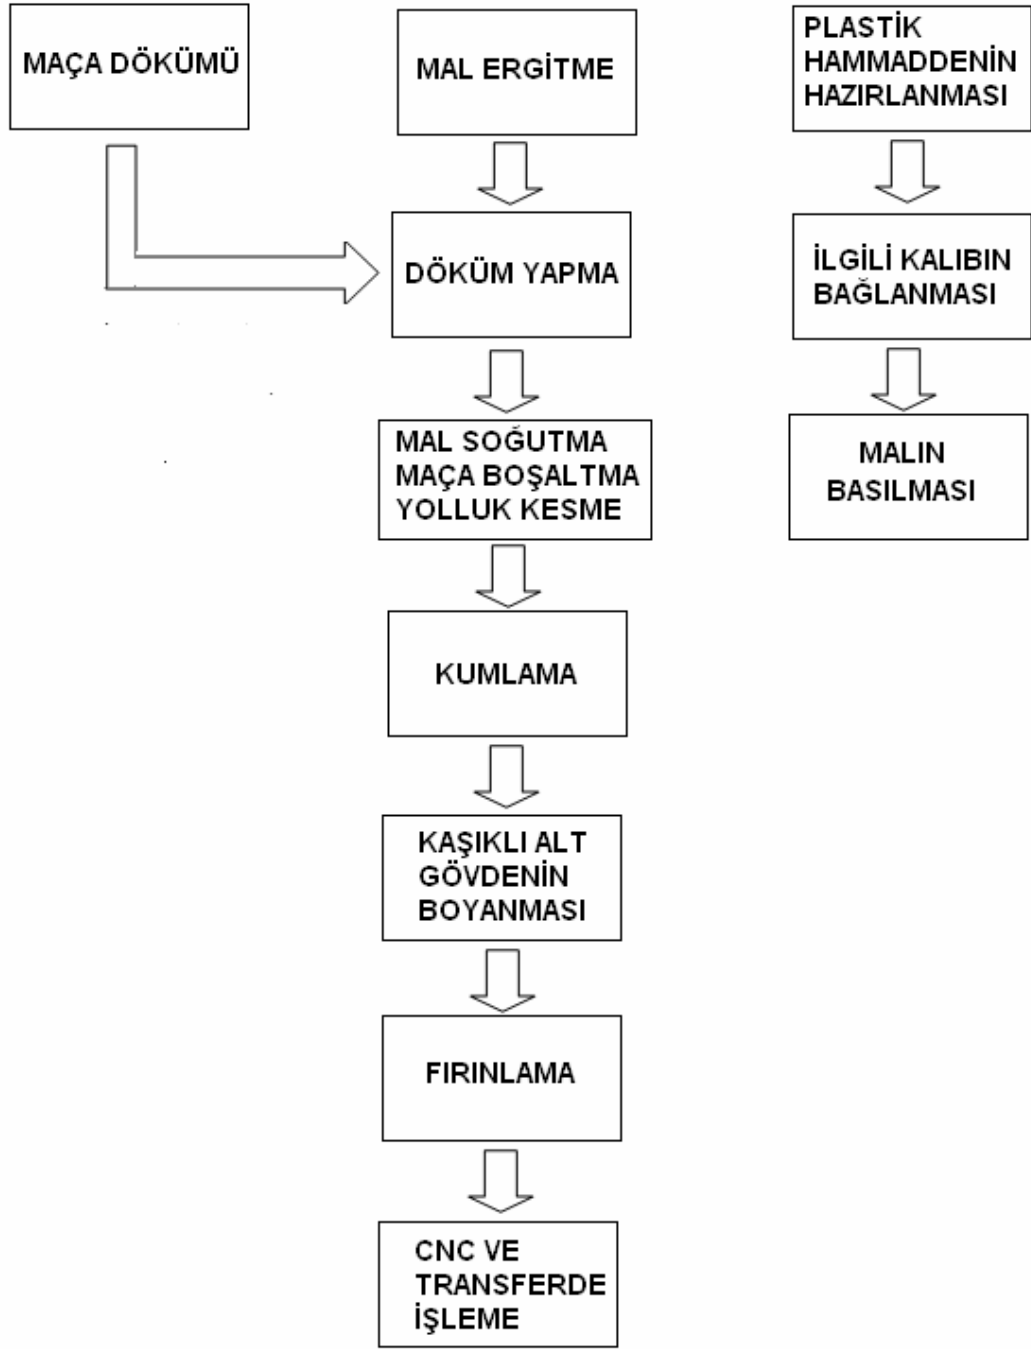 MAÇA DÖKÜMÜ
MAL ERGİTME
PLASTİK
HAMMADDENİN
HAZIRLANMASI
DÖKÜM YAPMA
İLGİLİ KALIBIN
BAĞLANMASI
MAL SOĞUTMA
MAÇA BOŞALTMA
YOLLUK KESME
MALIN
BASILMASI
KUMLAMA
KAŞIKLI ALT
GÖVDENİN
BOYANMASI
FIRINLAMA
CNC VE
TRANSFERDE
İŞLEME